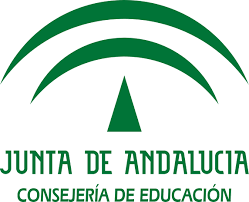 JUNTA DE ANDALUCIA
CONSEJERÍA DE EDUCACIÓN